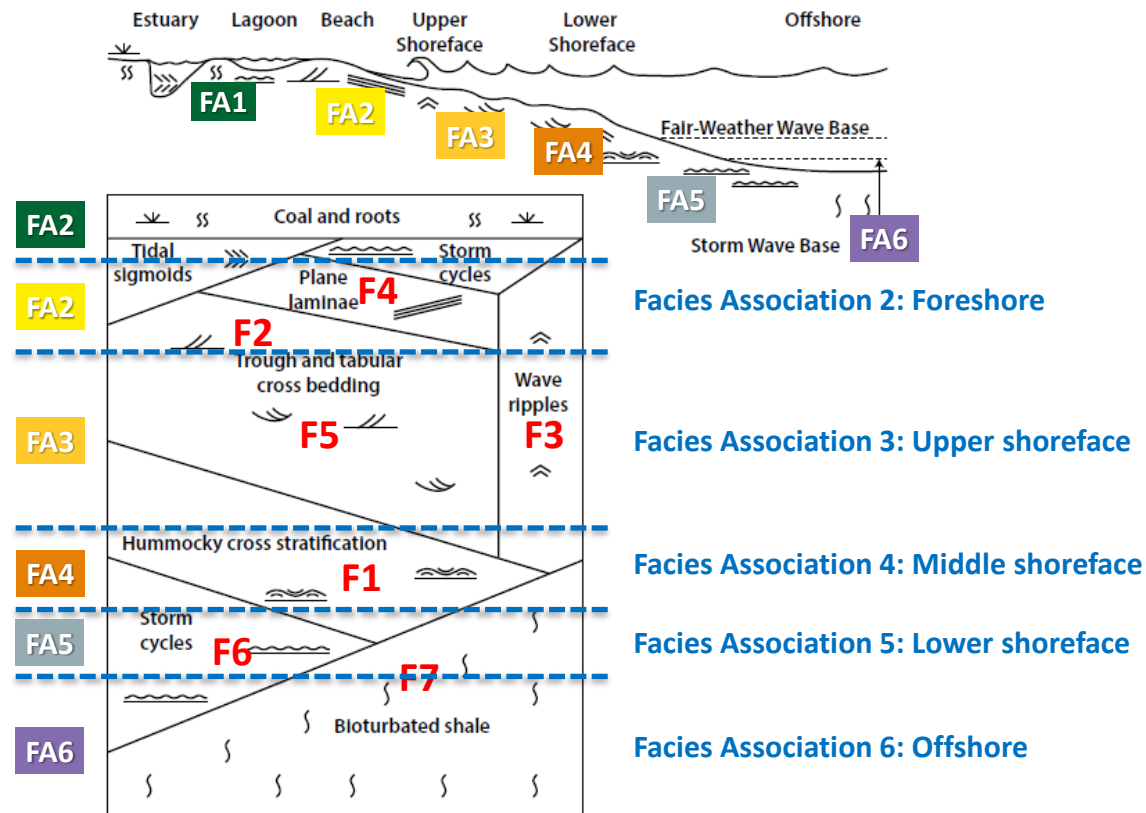 Estuary
Lagoon
Beach
Upper
Shoreface
Lower
Shoreface
Offshore
FA1
FA2
FA3
FA4
Fair-Weather Wave Base
FA5
Storm Wave Base
FA6
FA2
Coal and roots
Tidal
sigmoids
Storm
cycles
FA2
Plane
laminae
F4
F2
Facies Association 2: Foreshore
FA3
Trough and tabular
cross bedding
F5
Wave
ripples
F3
Facies Association 3: Upper shoreface
FA4
Hummocky cross stratification
F1
Facies Association 4: Middle shoreface
FA5
Storm
cycles
F6
F7
Facies Association 5: Lower shoreface
FA6
Bioturbated shale
Facies Association 6: Offshore